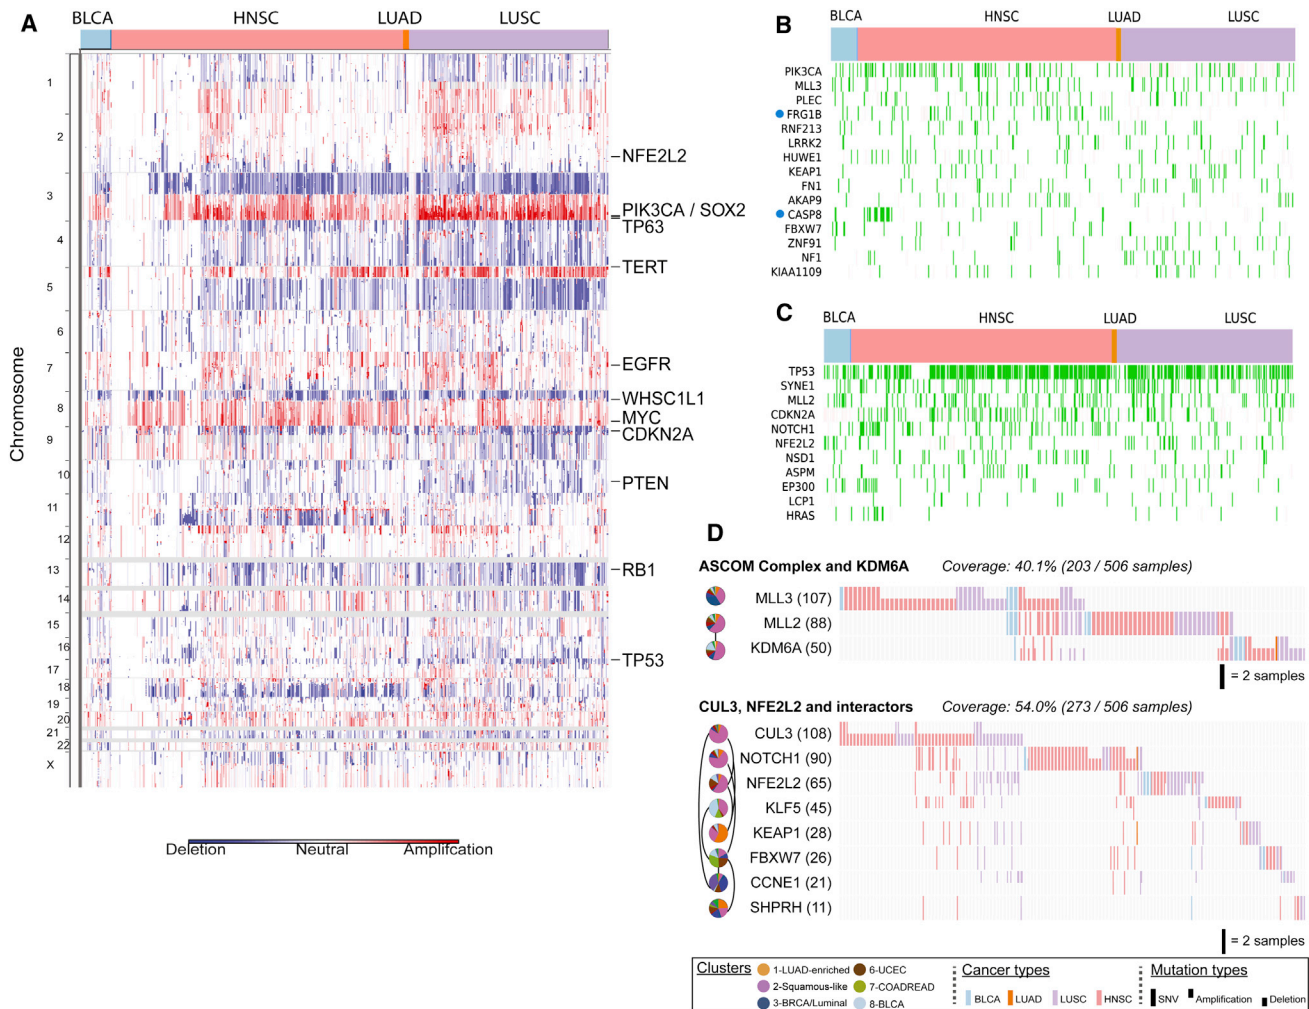 A
BLCA
HNSC
LUAD
LUSC
Chromosome
1
2
3
4
5
6
7
8
9
10
11
12
13
14
15
16
17
18
19
20
21
22
X
NFE2L2
PIK3CA / SOX2
TP63
TERT
EGFR
WHSC1L1
MYC
CDKN2A
PTEN
RB1
TP53
Deletion
Neutral
Amplifcation
B
BLCA
HNSC
LUAD
LUSC
PIK3CA
MLL3
PLEC
FRG1B
RNF213
LRRK2
HUWE1
KEAP1
FN1
AKAP9
CASP8
FBXW7
ZNF91
NF1
KIAA1109
C
BLCA
HNSC
LUAD
LUSC
TP53
SYNE1
MLL2
CDKN2A
NOTCH1
NFE2L2
NSD1
ASPM
EP300
LCP1
HRAS
D
ASCOM Complex and KDM6A
Coverage: 40.1% (203 / 506 samples)
MLL3 (107)
MLL2 (88)
KDM6A (50)
= 2 samples
CUL3, NFE2L2 and interactors
Coverage: 54.0% (273 / 506 samples)
CUL3 (108)
NOTCH1 (90)
NFE2L2 (65)
KLF5 (45)
KEAP1 (28)
FBXW7 (26)
CCNE1 (21)
SHPRH (11)
= 2 samples
Clusters
1-LUAD-enriched
6-UCEC
2-Squamous-like
7-COADREAD
3-BRCA/Luminal
8-BLCA
Cancer types
BLCA
LUAD
LUSC
HNSC
Mutation types
SNV
Amplification
Deletion